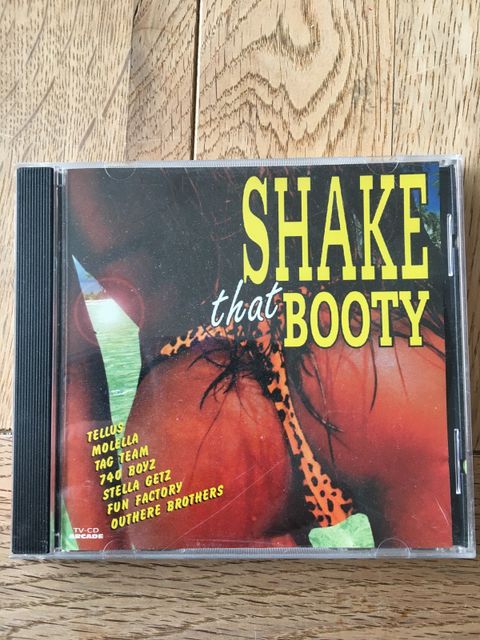 SHAKE
that BOOTY
TELLUS
MOLELLA
TAG TEAM
740 BOYZ
STELLA GETZ
FUN FACTORY
OUTHERE BROTHERS
TV-CD
ARCADE